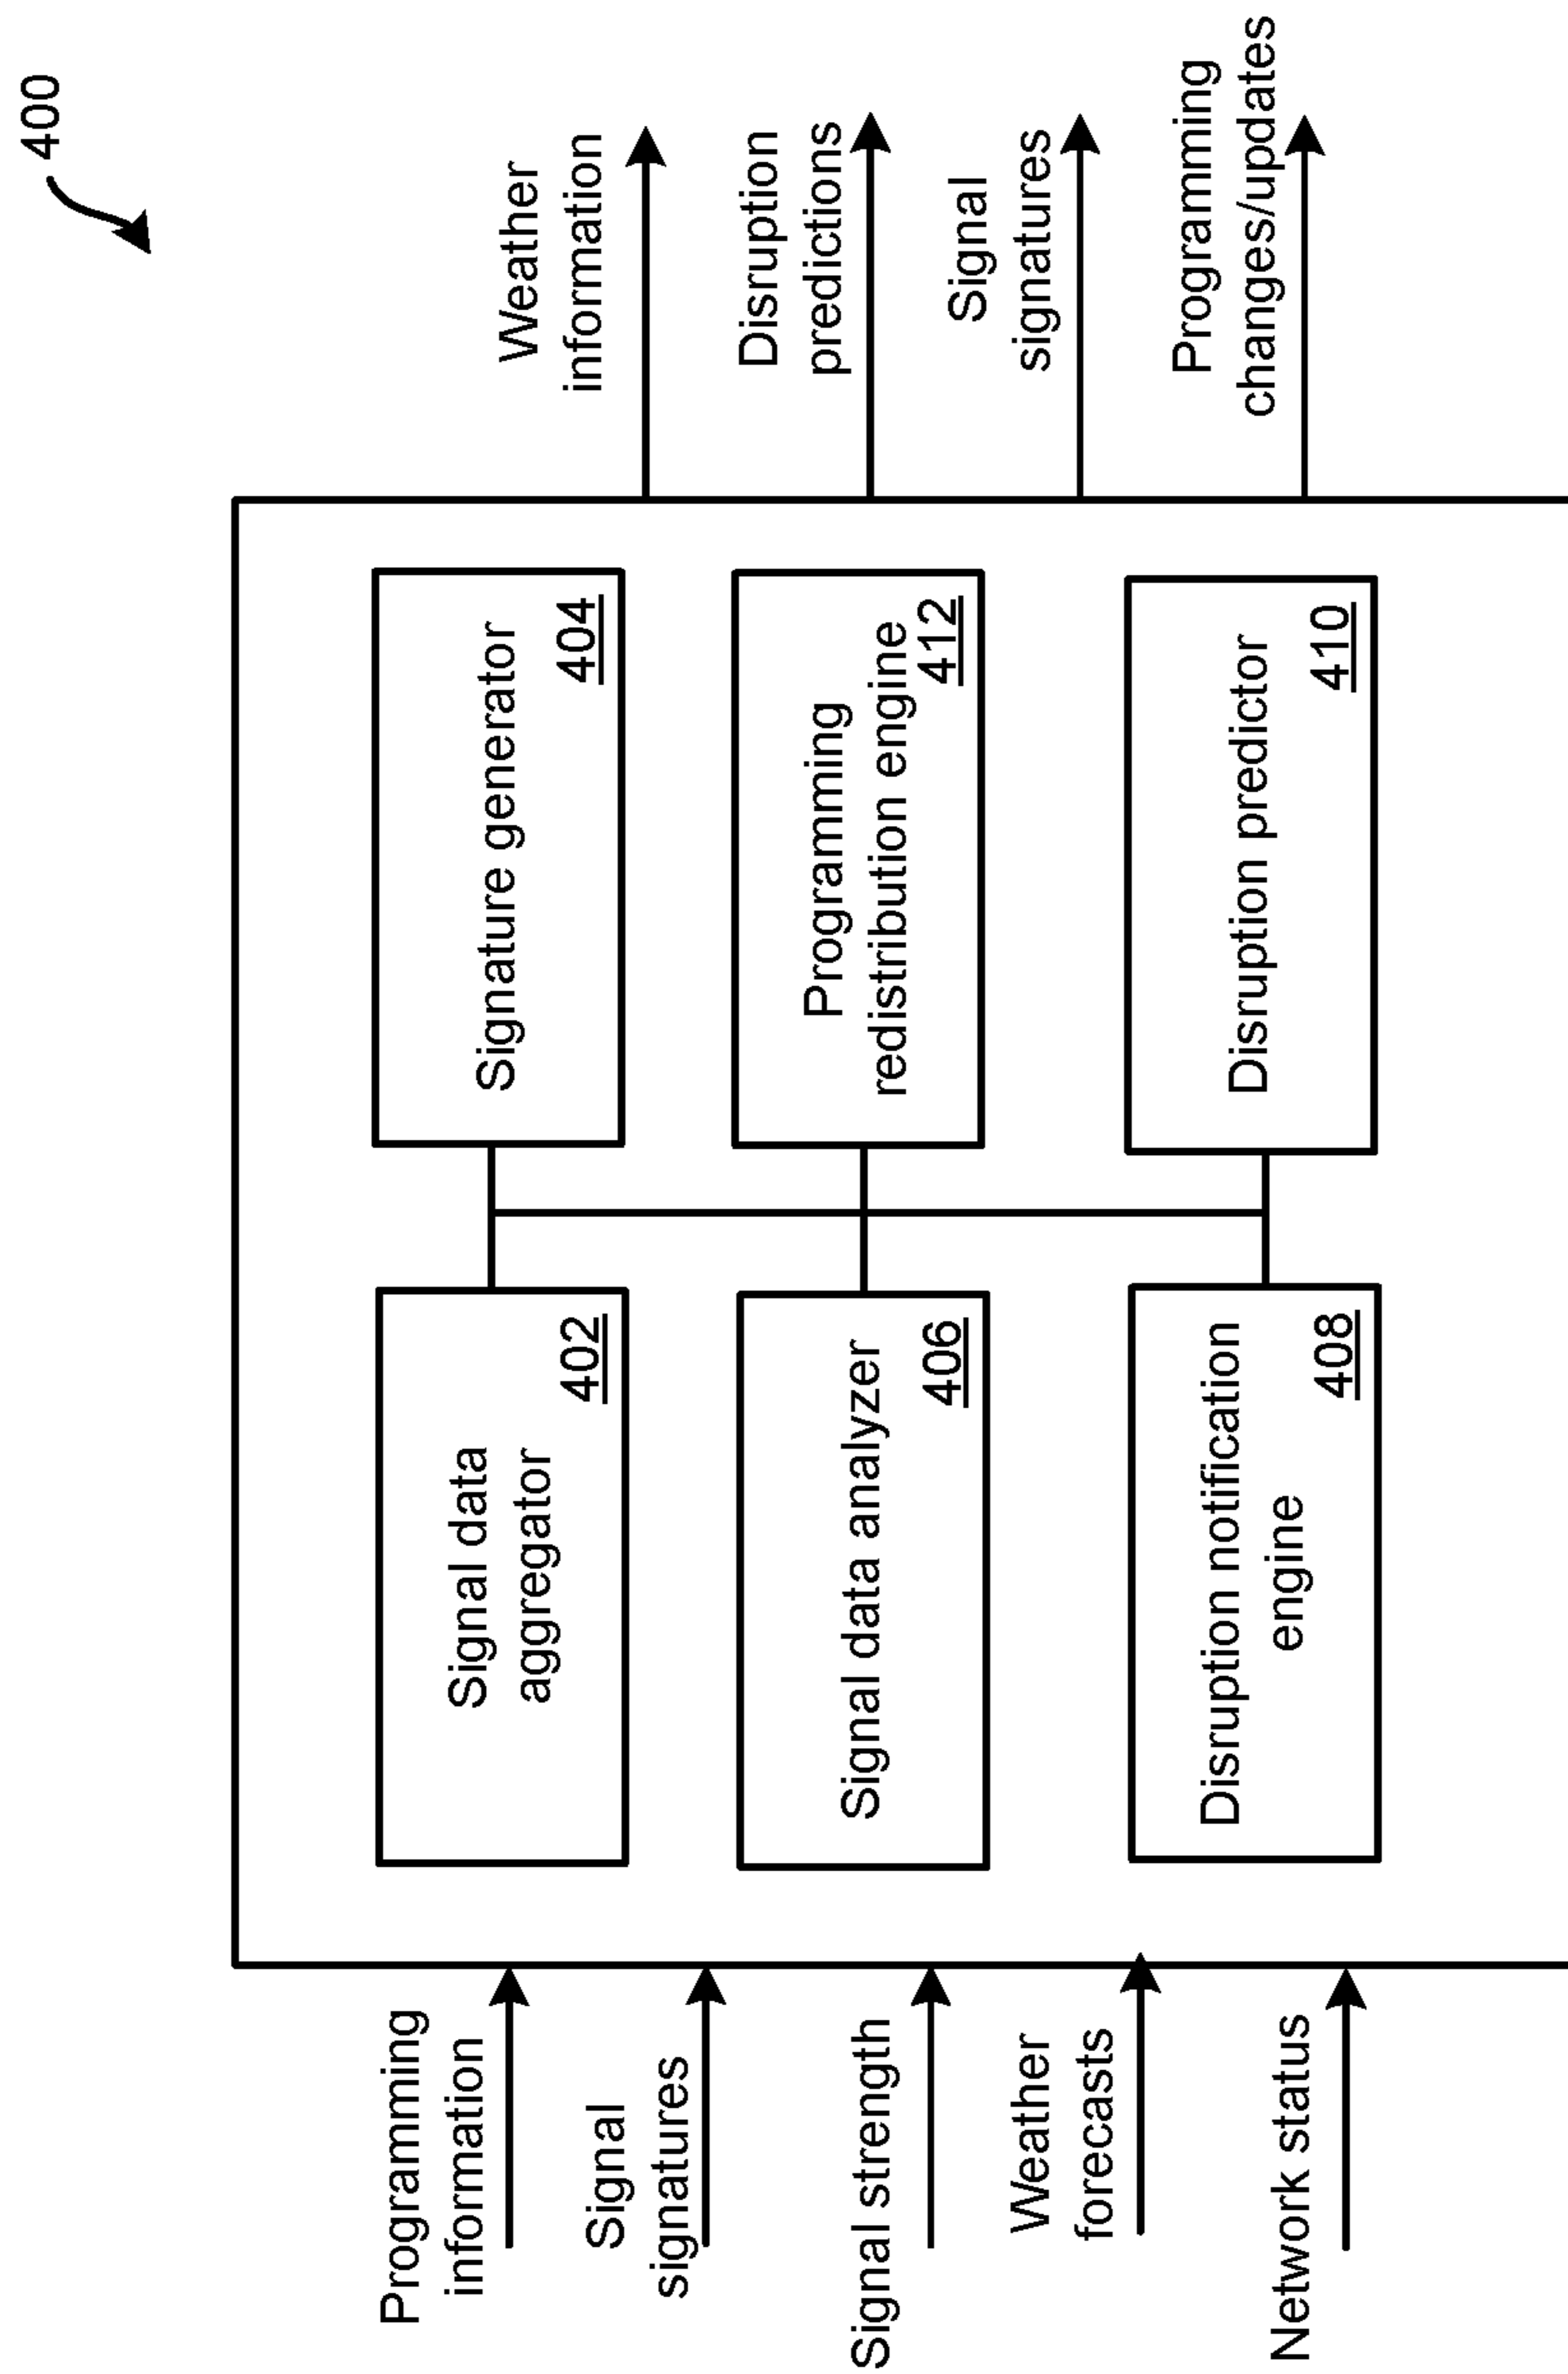 400
Programming
information
Signal
signatures
Signal strength
Weather
forecasts
Network status
Signal data
aggregator
402
Signature generator
404
Signal data analyzer
406
Programming
redistribution engine
412
Disruption notification
engine
408
Disruption predictor
410
Weather
information
Disruption
predictions
Signal
signatures
Programming
changes/updates